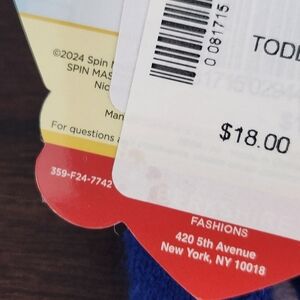 ©2024 Spin
SPIN MAS
Nic
Man
For questions a
359-F24-7742
0 081715
TODD
$18.00
FASHIONS
420 5th Avenue
New York, NY 10018